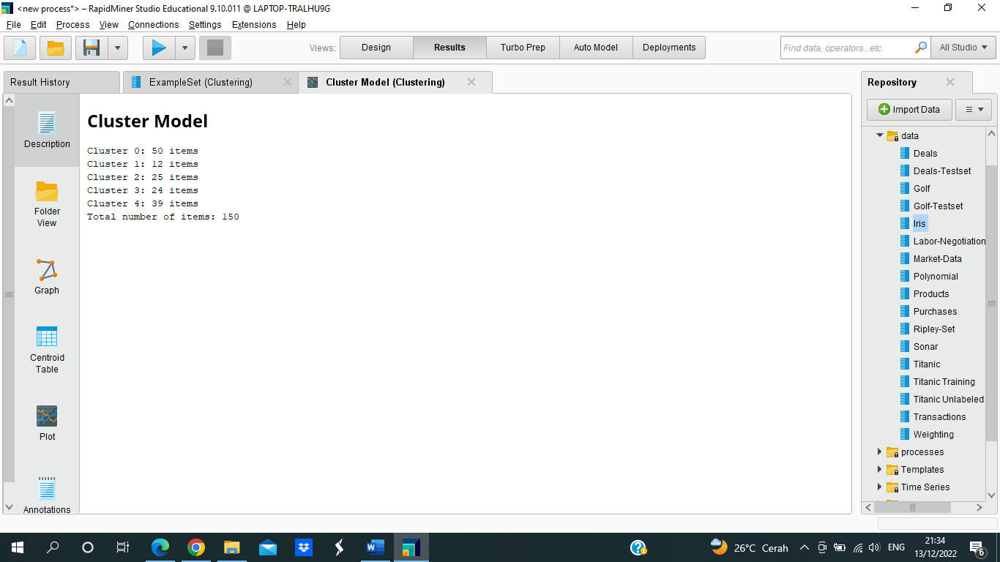 <new process*> – RapidMiner Studio Educational 9.10.011 @ LAPTOP-TRALHU9G
File Edit Process View Connections Settings Extensions Help
Views: Design Results Turbo Prep Auto Model Deployments
Find data, operators...etc
All Studio
Result History
ExampleSet (Clustering)
Cluster Model (Clustering)
Description
Folder
View
Graph
Centroid
Table
Plot
Annotations
Cluster Model
Cluster 0: 50 items
Cluster 1: 12 items
Cluster 2: 25 items
Cluster 3: 24 items
Cluster 4: 39 items
Total number of items: 150
Repository
Import Data
data
Deals
Deals-Testset
Golf
Golf-Testset
Iris
Labor-Negotiation
Market-Data
Polynomial
Products
Purchases
Ripley-Set
Sonar
Titanic
Titanic Training
Titanic Unlabeled
Transactions
Weighting
processes
Templates
Time Series
26°C Cerah
ENG
21:34
13/12/2022
6